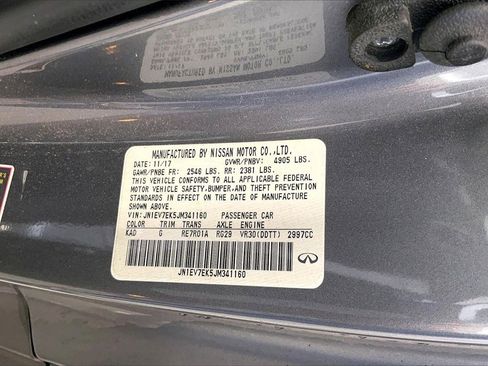 MANUFACTURED BY NISSAN MOTOR CO.,LTD.
DATE: 11/17 GVWR/PNBV: 4905 LBS.
GAWR/PNBE FR: 2546 LBS. RR: 2381 LBS.
THIS VEHICLE CONFORMS TO ALL APPLICABLE FEDERAL
MOTOR VEHICLE SAFETY,BUMPER,AND THEFT PREVENTION
STANDARDS IN EFFECT ON THE DATE OF MANUFACTURE
SHOWN ABOVE.
VIN: JN1EV7EK5JM341160 PASSENGER CAR
COLOR TRIM TRANS AXLE ENGINE
KAD G RE7R01A RG29 VR30(DDTT) 2997CC
JN1EV7EK5JM341160